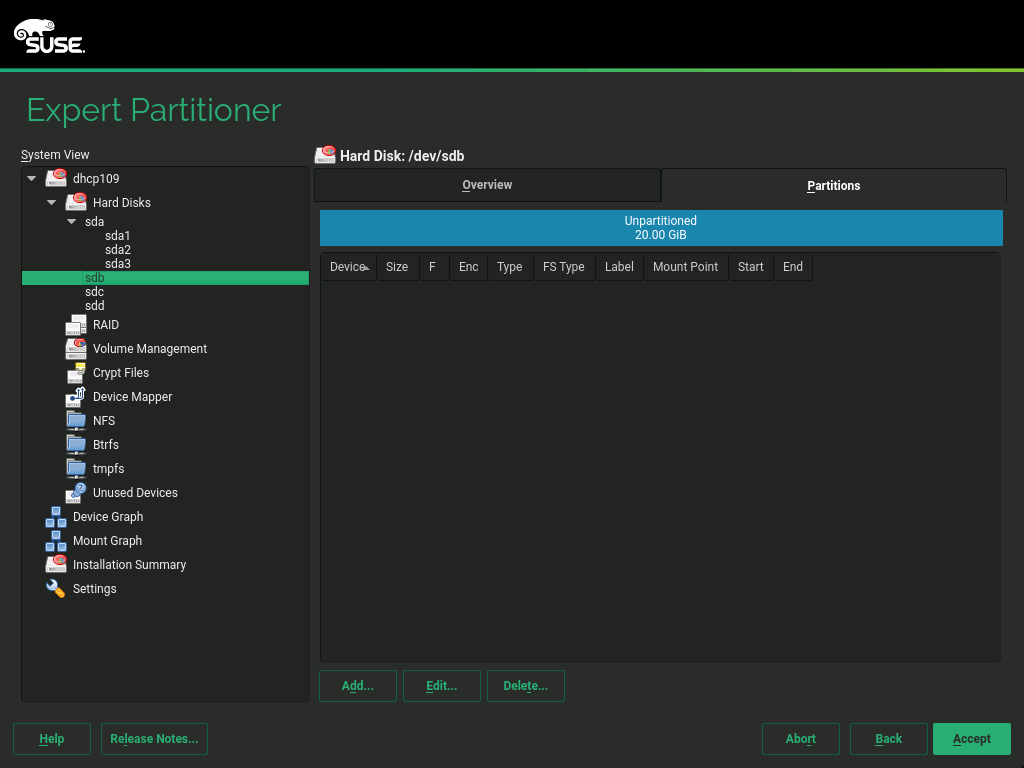 SUSE
Expert Partitioner
System View
dhcp109
Hard Disks
sda
sda1
sda2
sda3
sdb
sdc
sdd
RAID
Volume Management
Crypt Files
Device Mapper
NFS
Btrfs
tmpfs
Unused Devices
Device Graph
Mount Graph
Installation Summary
Settings
Hard Disk: /dev/sdb
Overview Partitions
Unpartitioned
20.00 GiB
Device Size F Enc Type FS Type Label Mount Point Start End
Add... Edit... Delete...
Help Release Notes... Abort Back Accept